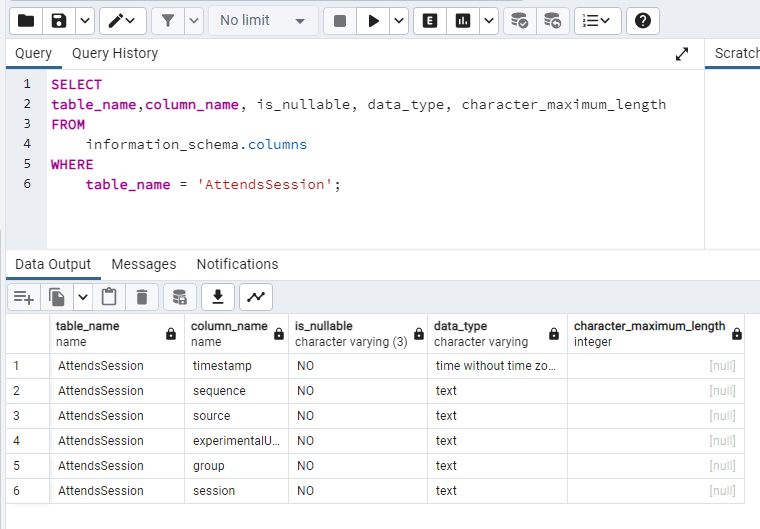 No limit
E
Query Query History Scratch
1 SELECT
2 table_name,column_name, is_nullable, data_type, character_maximum_length
3 FROM
4 information_schema.columns
5 WHERE
6 table_name = 'AttendsSession';
Data Output Messages Notifications
table_name column_name is_nullable data_type character_maximum_length
name name character varying (3) character varying integer
1 AttendsSession timestamp NO time without time zo... [null]
2 AttendsSession sequence NO text [null]
3 AttendsSession source NO text [null]
4 AttendsSession experimentalU... NO text [null]
5 AttendsSession group NO text [null]
6 AttendsSession session NO text [null]